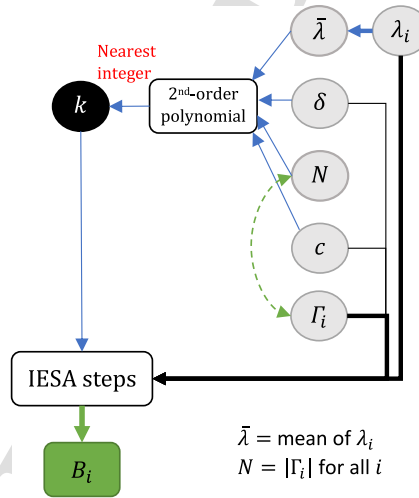 λ̄
λᵢ
Nearest
integer
k
2ⁿᵈ-order
polynomial
δ
N
c
Γᵢ
IESA steps
Bᵢ
λ̄ = mean of λᵢ
N = |Γᵢ| for all i